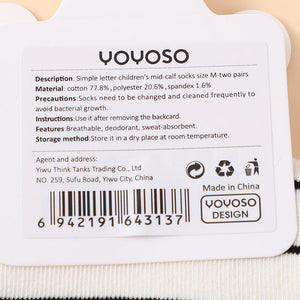 YOYOSO
Description: Simple letter children's mid-calf socks size M-two pairs
Material: cotton 77.8%,polyester 20.6%, spandex 1.6%
Precautions:Socks need to be changed and cleaned frequently to
avoid bacterial growth.
Instructions:Use it after removing the backcard.
Features:Breathable, deodorant, sweat-absorbent.
Storage method:Store it in a dry place at room temperature.
Agent and address:
Yiwu Think Tanks Trading Co., Ltd
NO. 259, Sufu Road, Yiwu City, China
Made in China
6 942191 643137
YOYOSO
DESIGN